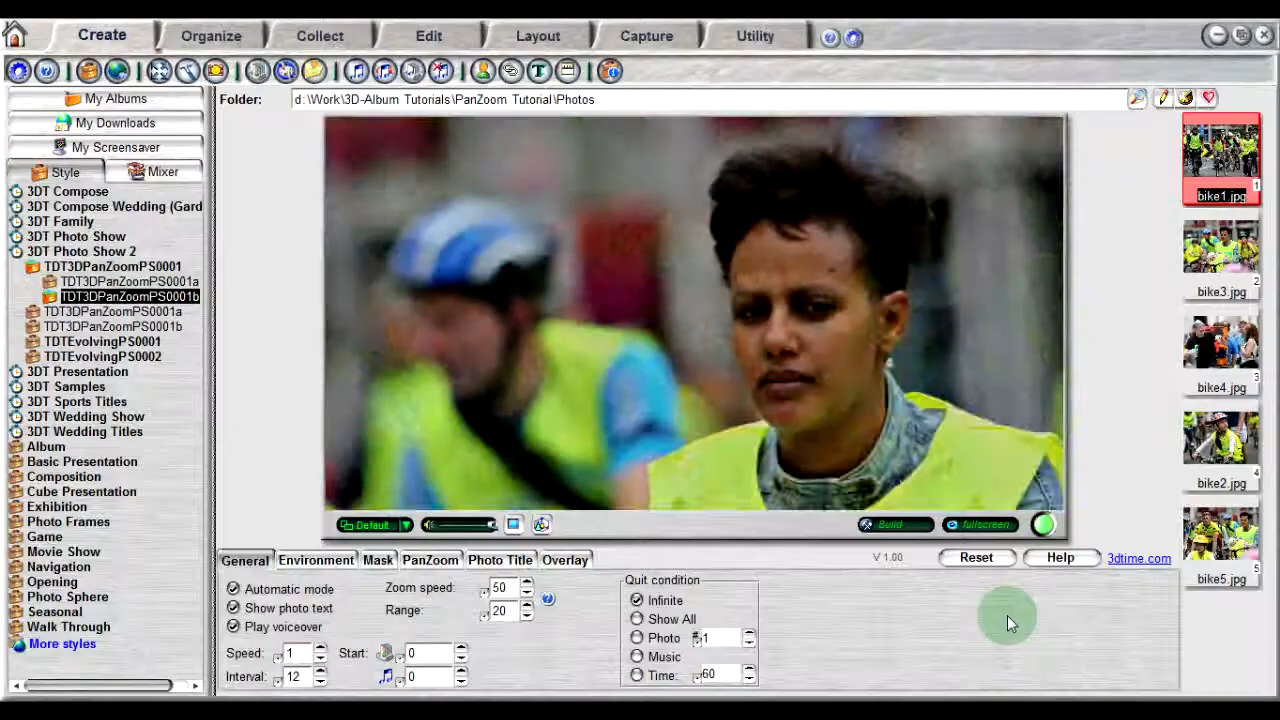 Create
Organize
Collect
Edit
Layout
Capture
Utility
My Albums
My Downloads
My Screensaver
Style
Mixer
3DT Compose
3DT Compose Wedding (Gard
3DT Family
3DT Photo Show
3DT Photo Show 2
TDT3DPanZoomPS0001
TDT3DPanZoomPS0001a
TDT3DPanZoomPS0001b
TDT3DPanZoomPS0001a
TDT3DPanZoomPS0001b
TDTEvolvingPS0001
TDTEvolvingPS0002
3DT Presentation
3DT Samples
3DT Sports Titles
3DT Wedding Show
3DT Wedding Titles
Album
Basic Presentation
Composition
Cube Presentation
Exhibition
Photo Frames
Game
Movie Show
Navigation
Opening
Photo Sphere
Seasonal
Walk Through
More styles
Folder: d:\Work\3D-Album Tutorials\PanZoom Tutorial\Photos
Default
Build
fullscreen
General
Environment
Mask
PanZoom
Photo Title
Overlay
V 1.00
Reset
Help
3dtime.com
Automatic mode
Show photo text
Play voiceover
Speed: 1
Interval: 12
Zoom speed: 50
Range: 20
Start: 0
0
Quit condition
Infinite
Show All
Photo #: 1
Music
Time: 60
1
bike1.jpg
2
bike3.jpg
3
bike4.jpg
4
bike2.jpg
5
bike5.jpg